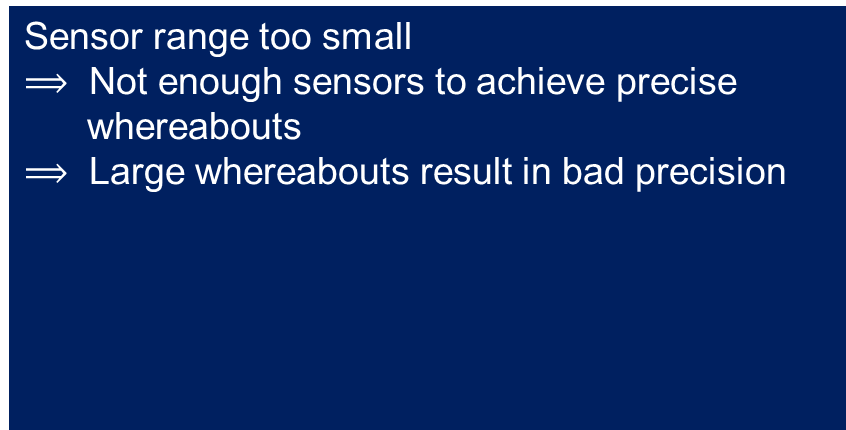 Sensor range too small
⟹ Not enough sensors to achieve precise
whereabouts
⟹ Large whereabouts result in bad precision